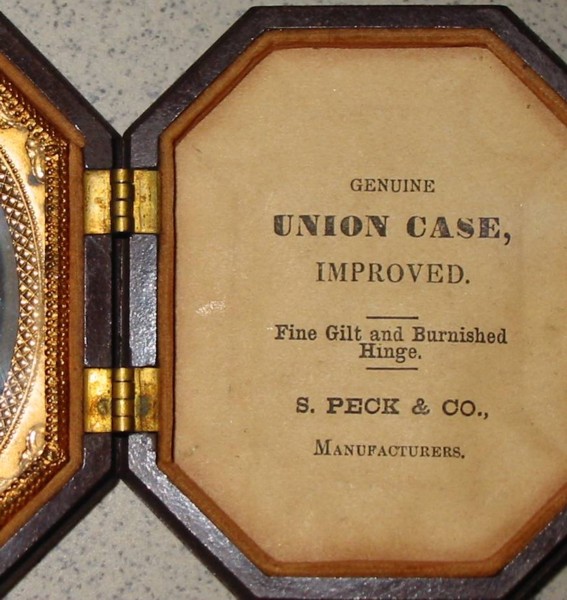 GENUINE
UNION CASE,
IMPROVED.
Fine Gilt and Burnished
Hinge.
S. PECK & CO.,
MANUFACTURERS.